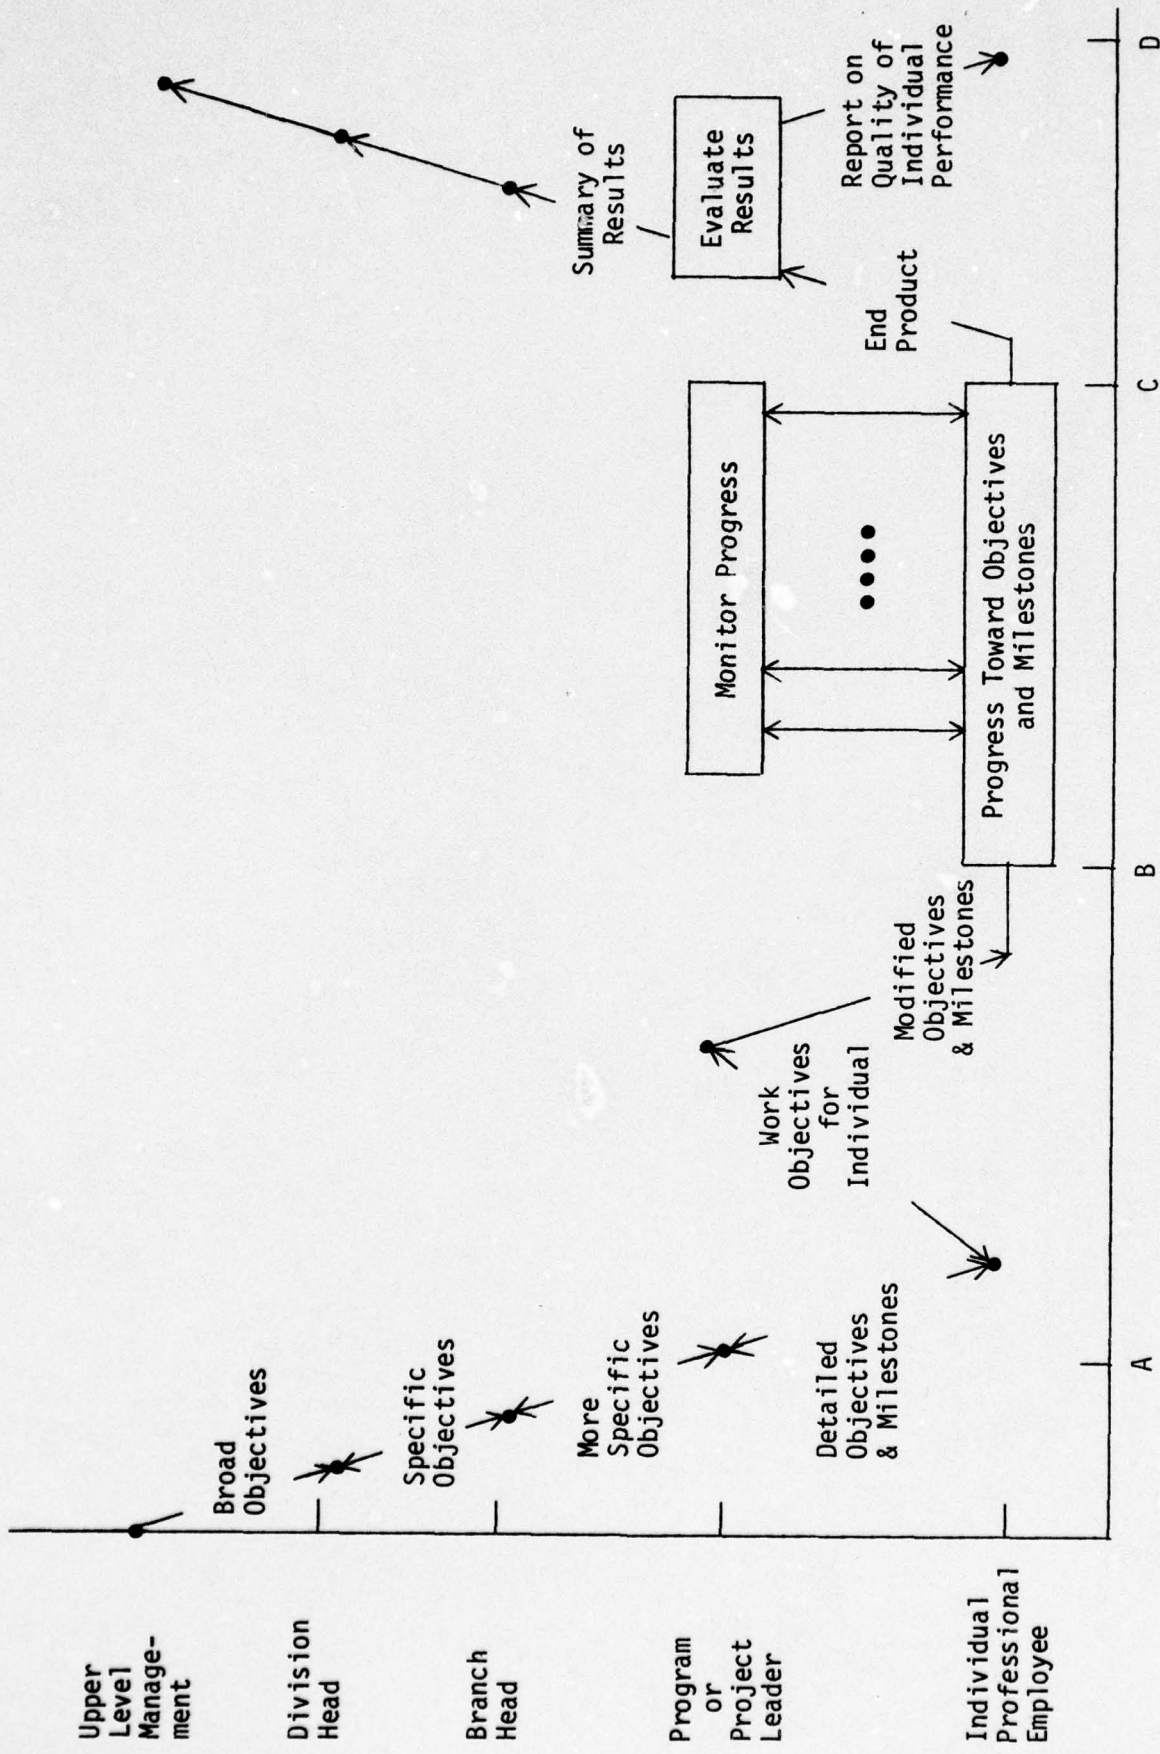 Upper
Level
Manage-
ment
Division
Head
Branch
Head
Program
or
Project
Leader
Individual
Professional
Employee
Broad
Objectives
Specific
Objectives
More
Specific
Objectives
Detailed
Objectives
& Milestones
Work
Objectives
for
Individual
Modified
Objectives
& Milestones
Monitor Progress
Progress Toward Objectives
and Milestones
End
Product
Evaluate
Results
Summary of
Results
Report on
Quality of
Individual
Performance
A
B
C
D